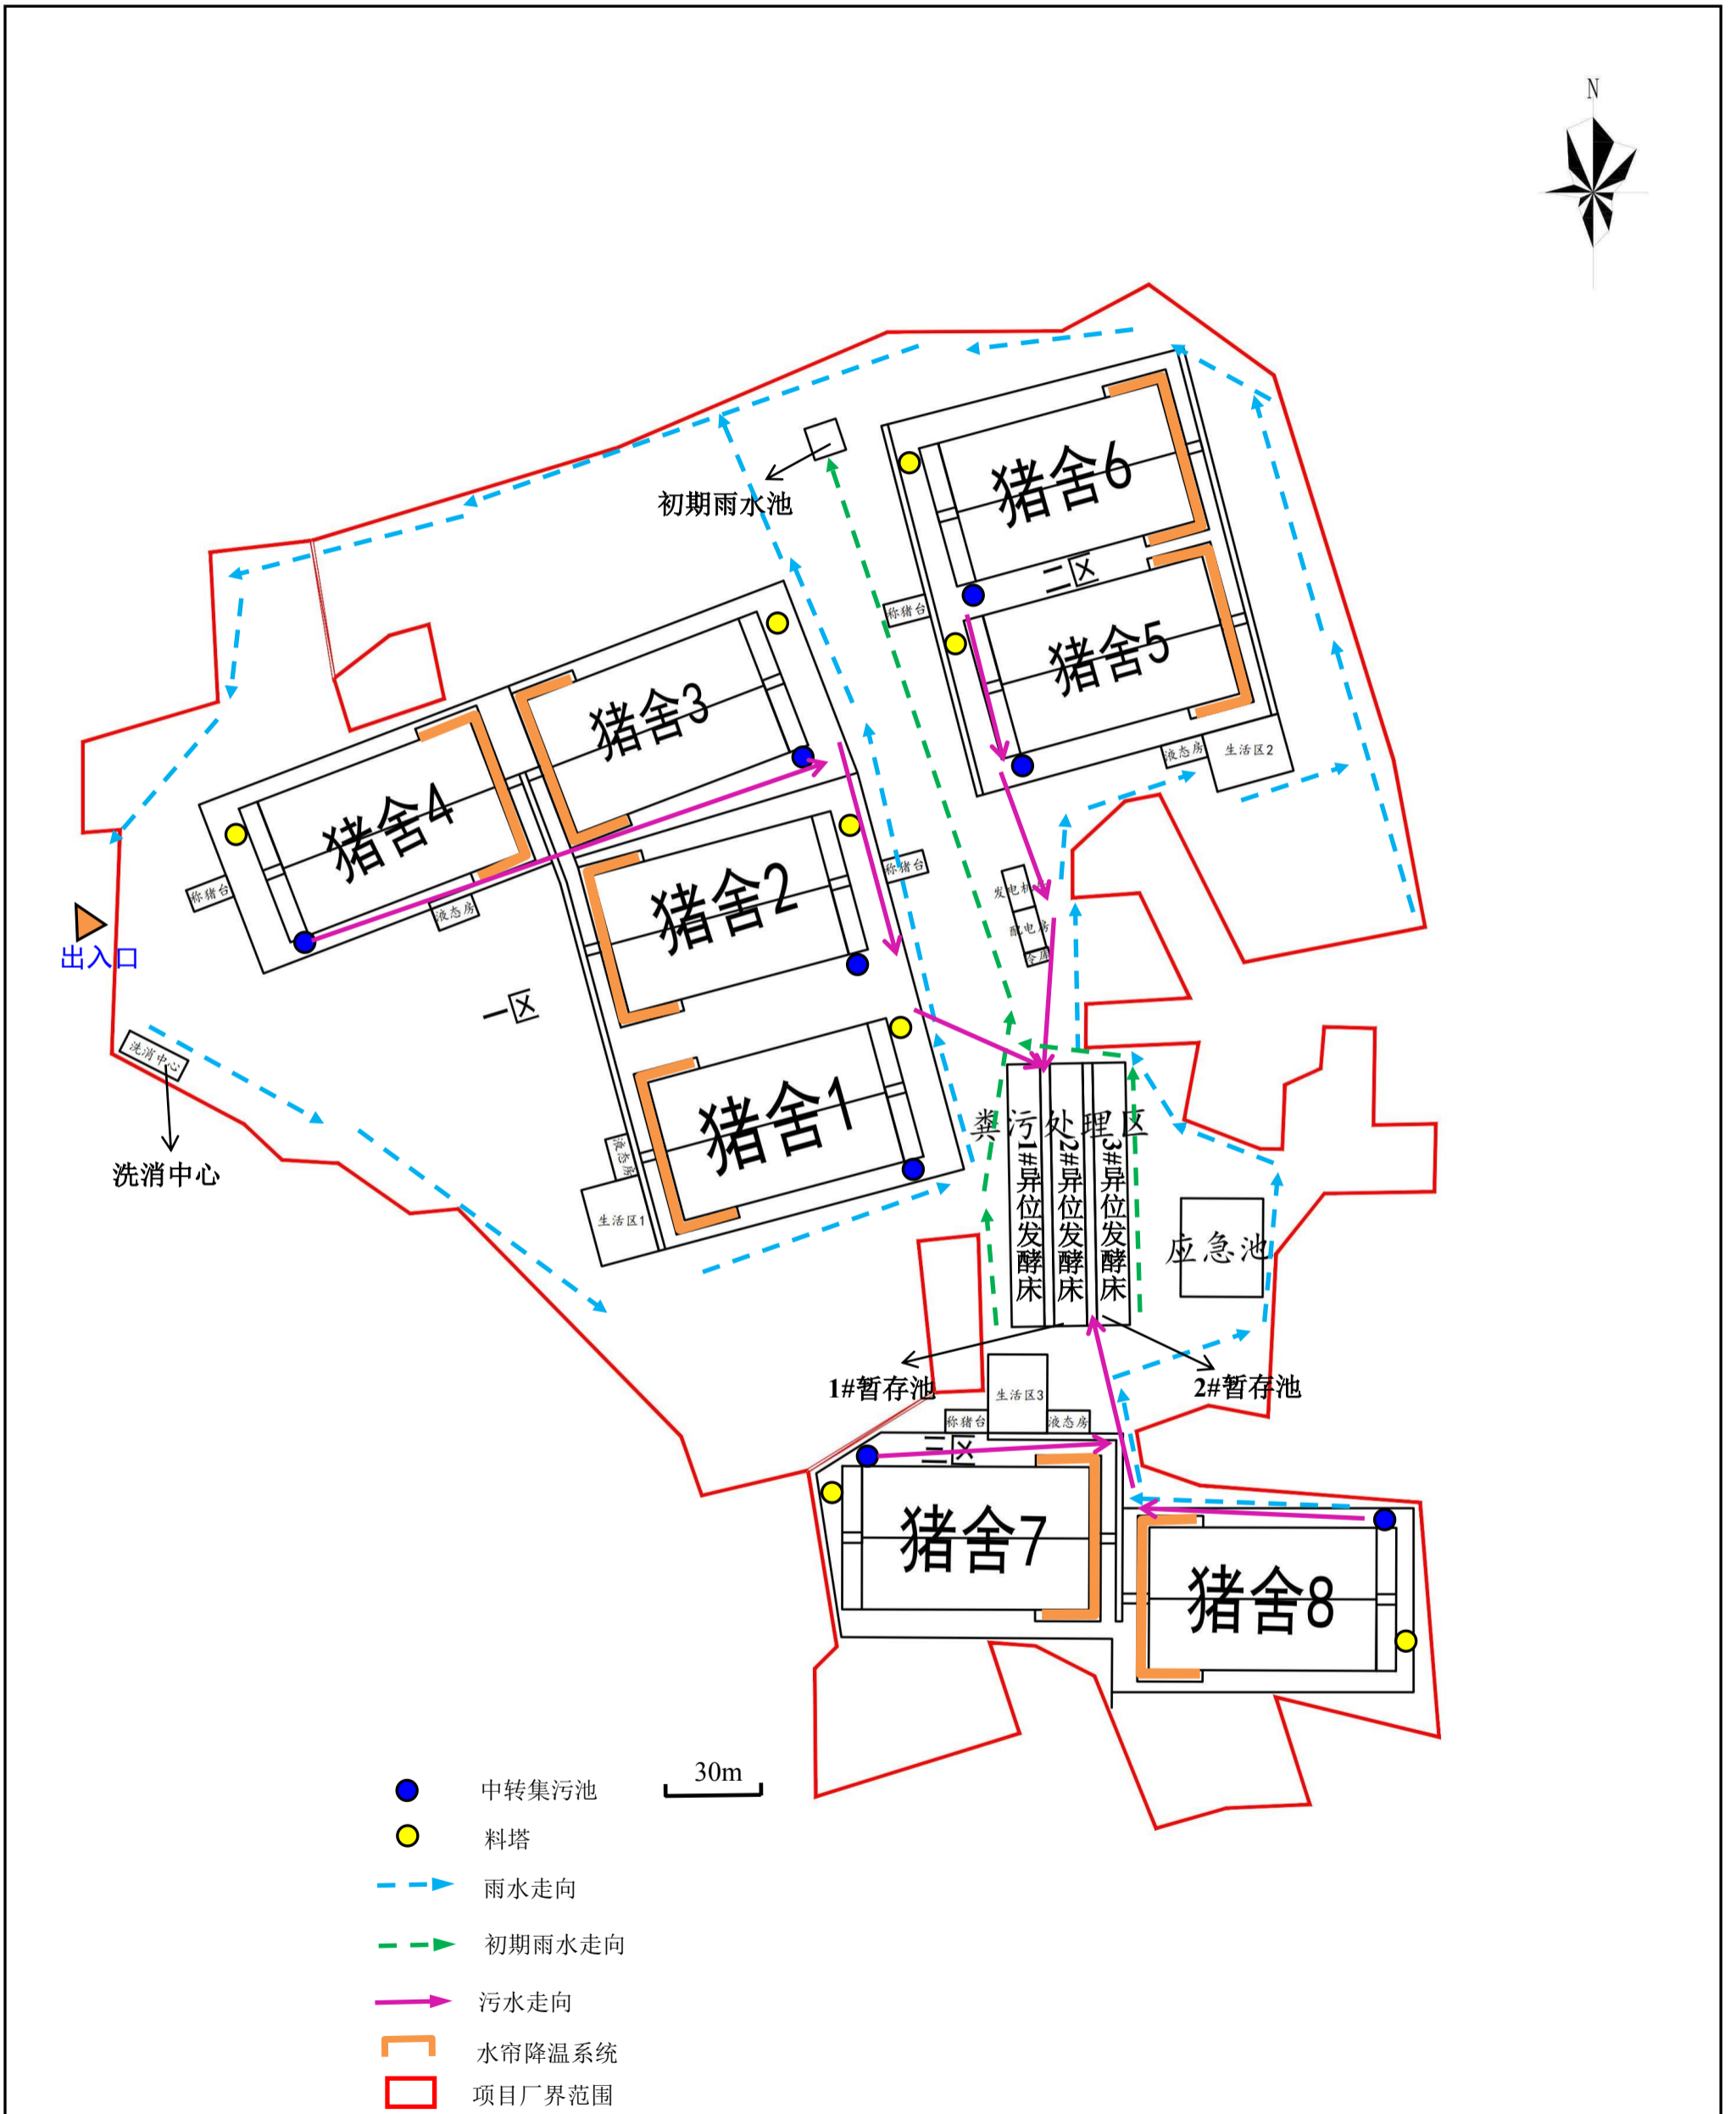 N
初期雨水池
猪舍6
称猪台
二区
猪舍5
猪舍3
液态房
生活区2
猪舍4
猪舍2
称猪台
称猪台
液态房
发电机
配电房
冷库
出入口
一区
洗消中心
猪舍1
粪污处理区
洗消中心
液态房
1#异位发酵床
2#异位发酵床
3#异位发酵床
生活区1
应急池
1#暂存池
生活区3
2#暂存池
称猪台
液态房
三区
猪舍7
猪舍8
30m
中转集污池
料塔
雨水走向
初期雨水走向
污水走向
水帘降温系统
项目厂界范围